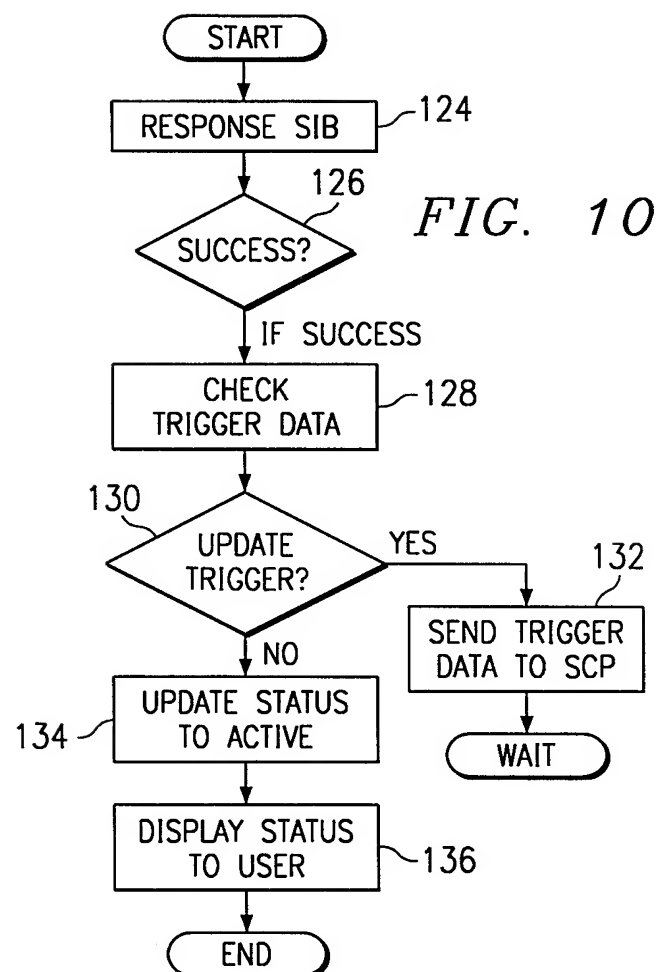 START
RESPONSE SIB
124
126
SUCCESS?
FIG. 10
IF SUCCESS
CHECK
TRIGGER DATA
128
130
UPDATE
TRIGGER?
YES
132
SEND TRIGGER
DATA TO SCP
WAIT
NO
UPDATE STATUS
TO ACTIVE
134
DISPLAY STATUS
TO USER
136
END